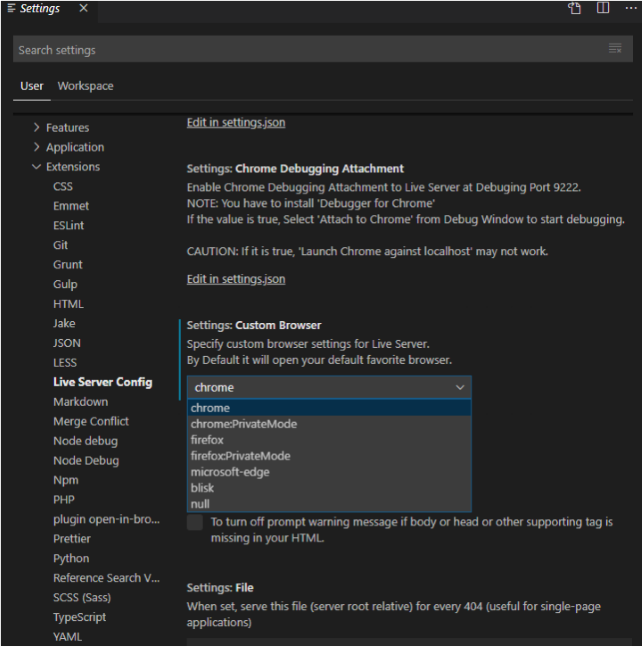 Settings
Search settings
User Workspace
Features
Application
Extensions
CSS
Emmet
ESLint
Git
Grunt
Gulp
HTML
Jake
JSON
LESS
Live Server Config
Markdown
Merge Conflict
Node debug
Node Debug
Npm
PHP
plugin open-in-bro...
Prettier
Python
Reference Search V...
SCSS (Sass)
TypeScript
YAML
Edit in settings.json
Settings: Chrome Debugging Attachment
Enable Chrome Debugging Attachment to Live Server at Debuging Port 9222.
NOTE: You have to install 'Debugger for Chrome'
If the value is true, Select 'Attach to Chrome' from Debug Window to start debugging.
CAUTION: If it is true, 'Launch Chrome against localhost' may not work.
Edit in settings.json
Settings: Custom Browser
Specify custom browser settings for Live Server.
By Default it will open your default favorite browser.
chrome
chrome
chrome:PrivateMode
firefox
firefox:PrivateMode
microsoft-edge
blisk
null
To turn off prompt warning message if body or head or other supporting tag is
missing in your HTML.
Settings: File
When set, serve this file (server root relative) for every 404 (useful for single-page
applications)